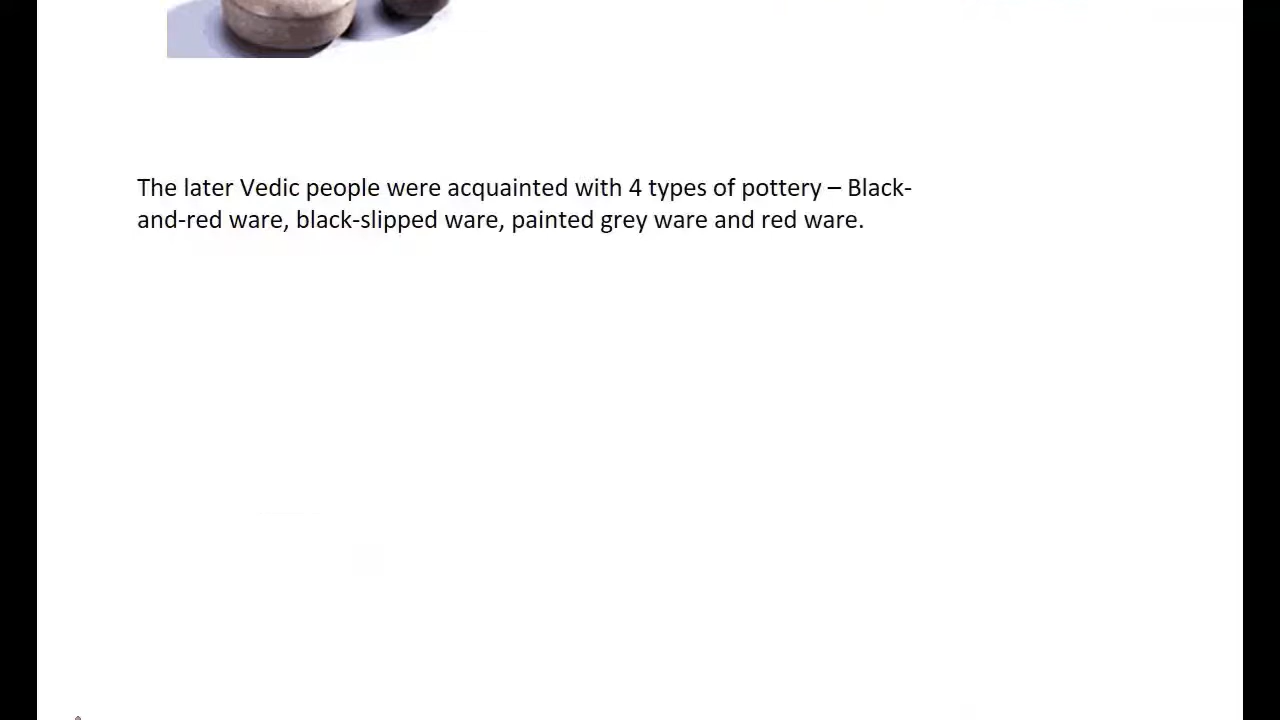 The later Vedic people were acquainted with 4 types of pottery – Black-
and-red ware, black-slipped ware, painted grey ware and red ware.